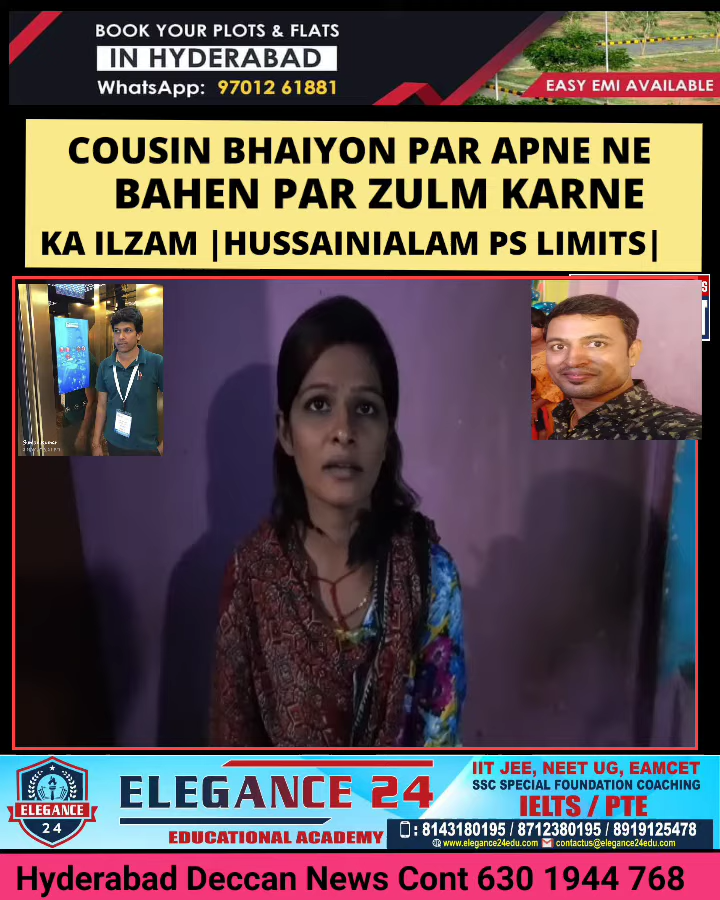 BOOK YOUR PLOTS & FLATS
IN HYDERABAD
WhatsApp: 97012 61881
EASY EMI AVAILABLE
COUSIN BHAIYON PAR APNE NE
BAHEN PAR ZULM KARNE
KA ILZAM |HUSSAINIALAM PS LIMITS|
ELEGANCE
24
ELEGANCE 24
EDUCATIONAL ACADEMY
IIT JEE, NEET UG, EAMCET
SSC SPECIAL FOUNDATION COACHING
IELTS / PTE
: 8143180195 / 8712380195 / 8919125478
www.elegance24edu.com contactus@elegance24edu.com
Hyderabad Deccan News Cont 630 1944 768